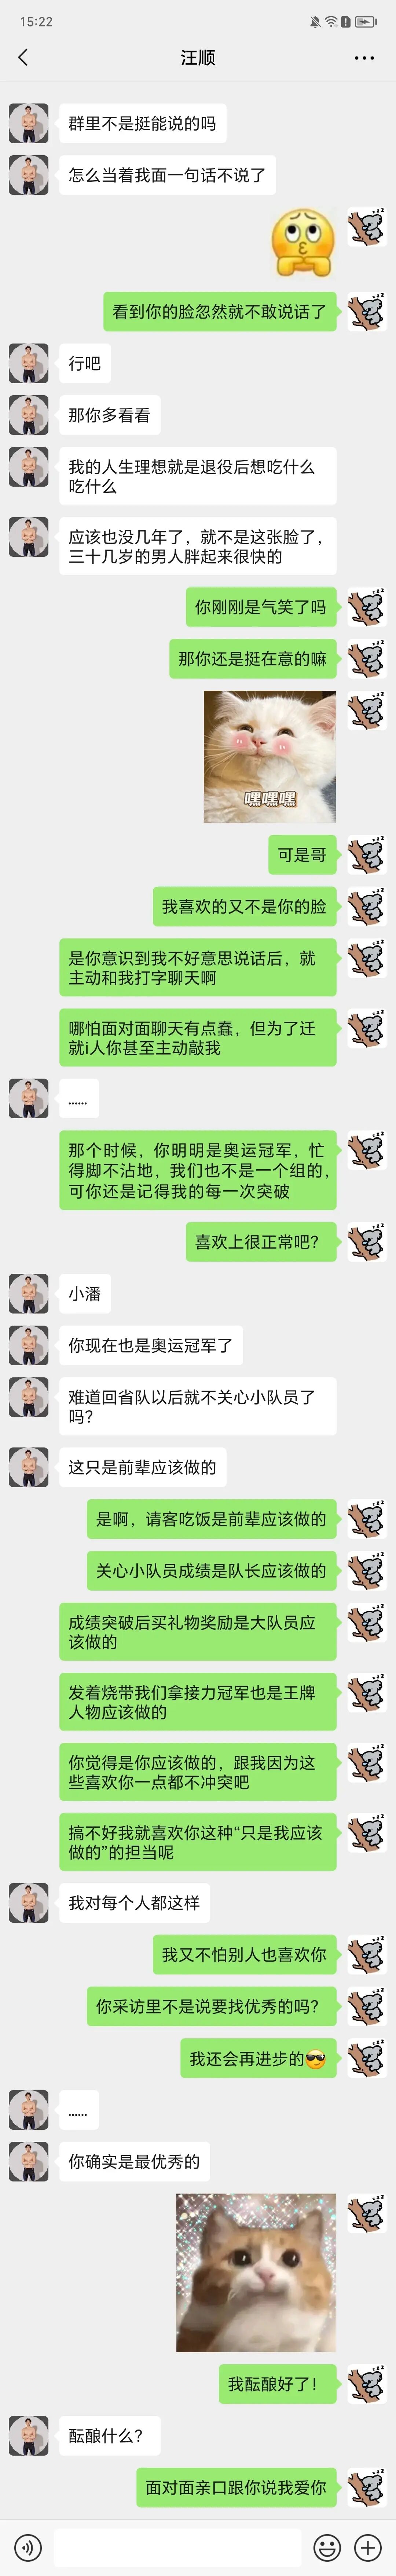 15:22
汪顺
群里不是挺能说的吗
怎么当着我面一句话不说了
看到你的脸忽然就不敢说话了
行吧
那你多看看
我的人生理想就是退役后想吃什么
吃什么
应该也没几年了，就不是这张脸了，
三十几岁的男人胖起来很快的
你刚刚是气笑了吗
那你还是挺在意的嘛
嘿嘿嘿
可是哥
我喜欢的又不是你的脸
是你意识到我不好意思说话后，就
主动和我打字聊天啊
哪怕面对面聊天有点蠢，但为了迁
就i人你甚至主动敲我
……
那个时候，你明明是奥运冠军，忙
得脚不沾地，我们也不是一个组的，
可你还是记得我的每一次突破
喜欢上很正常吧？
小潘
你现在也是奥运冠军了
难道回省队以后就不关心小队员了
吗？
这只是前辈应该做的
是啊，请客吃饭是前辈应该做的
关心小队员成绩是队长应该做的
成绩突破后买礼物奖励是大队员应
该做的
发着烧带我们拿接力冠军也是王牌
人物应该做的
你觉得是你应该做的，跟我因为这
些喜欢你一点都不冲突吧
搞不好我就喜欢你这种“只是我应该
做的”的担当呢
我对每个人都这样
我又不怕别人也喜欢你
你采访里不是说要找优秀的吗？
我还会再进步的😎
……
你确实是最优秀的
我酝酿好了！
酝酿什么？
面对面亲口跟你说我爱你